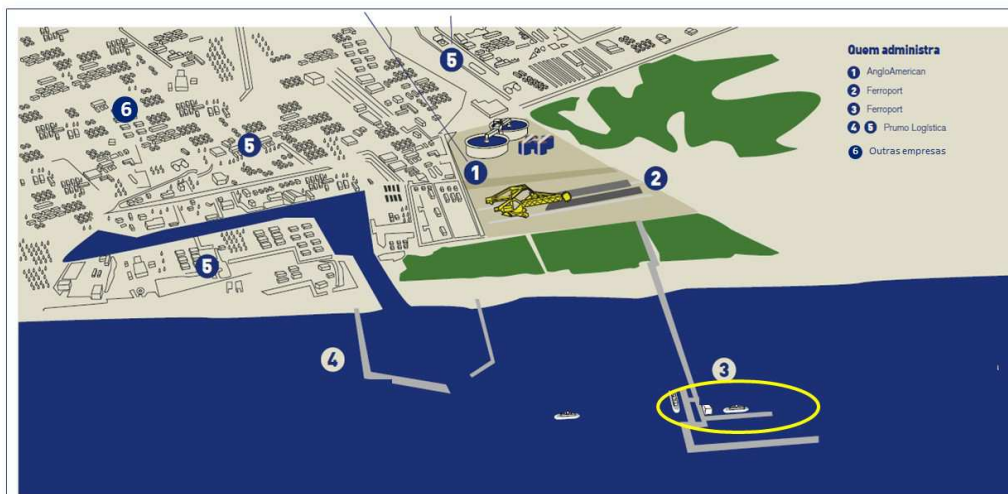 Quem administra
1 AngloAmerican
2 Ferroport
3 Ferroport
4 5 Prumo Logística
6 Outras empresas
5
6
5
1
2
5
4
3